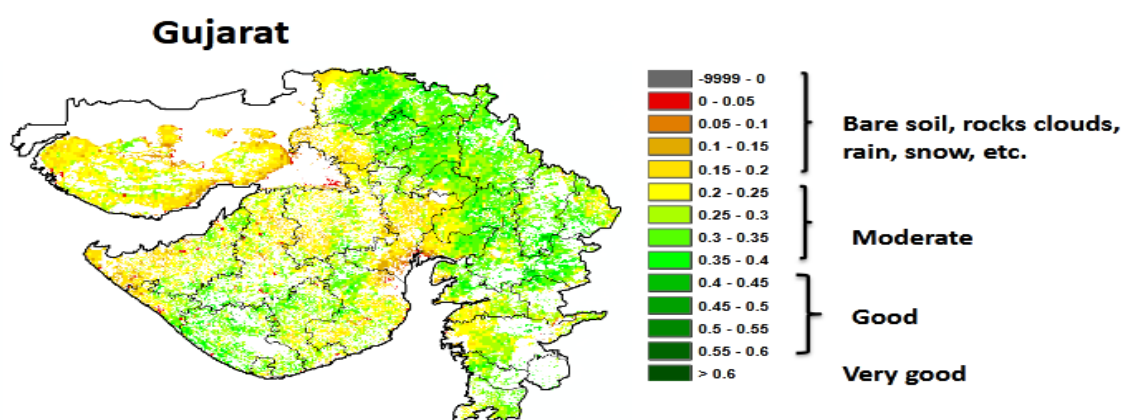 Gujarat
-9999 - 0
0 - 0.05
0.05 - 0.1
0.1 - 0.15
0.15 - 0.2
0.2 - 0.25
0.25 - 0.3
0.3 - 0.35
0.35 - 0.4
0.4 - 0.45
0.45 - 0.5
0.5 - 0.55
0.55 - 0.6
> 0.6
Bare soil, rocks clouds,
rain, snow, etc.
Moderate
Good
Very good